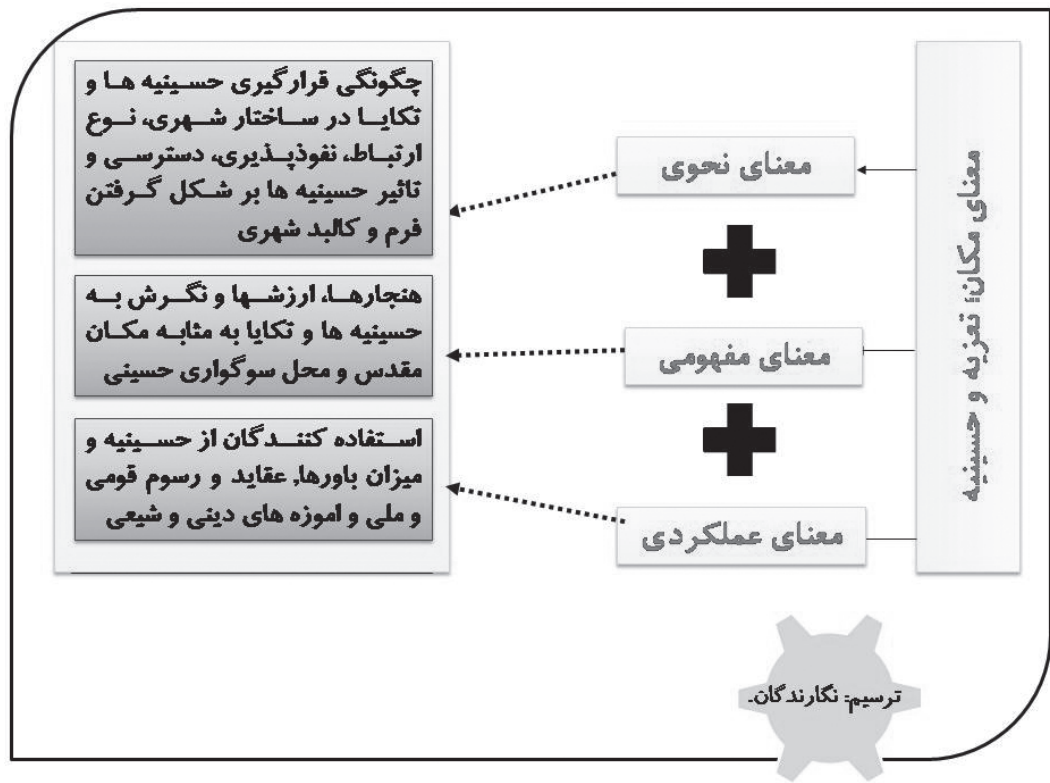 معنای مکان؛ تعزیه و حسینیه
معنای نحوی
چگونگی قرارگیری حسینیه ها و
تکایا در ساختار شهری، نوع
ارتباط، نفوذپذیری، دسترسی و
تاثیر حسینیه ها بر شکل گرفتن
فرم و کالبد شهری
معنای مفهومی
هنجارها، ارزشها و نگرش به
حسینیه ها و تکایا به مثابه مکان
مقدس و محل سوگواری حسینی
معنای عملکردی
استفاده کنندگان از حسینیه و
میزان باورها, عقاید و رسوم قومی
و ملی و اموزه های دینی و شیعی
ترسیم: نگارندگان.